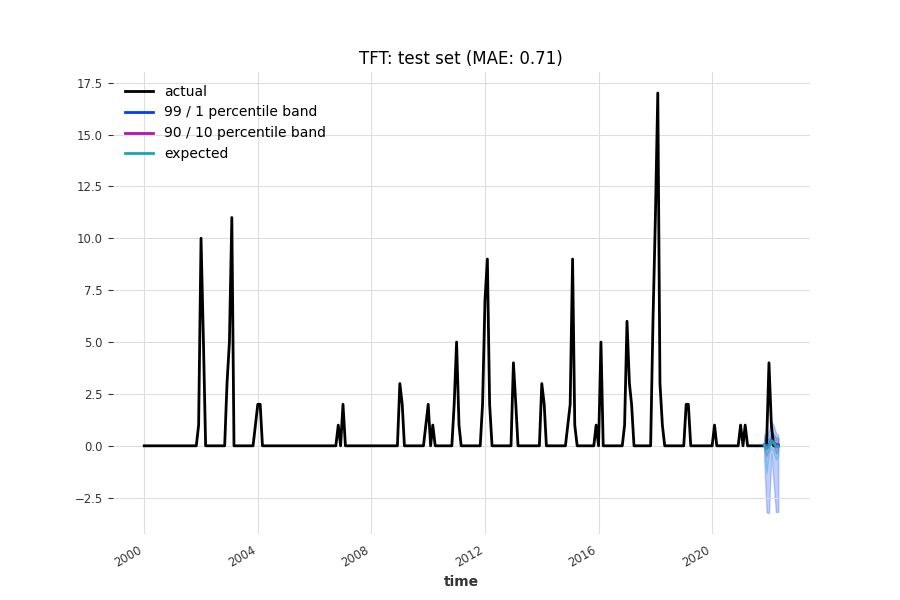 TFT: test set (MAE: 0.71)
actual
99 / 1 percentile band
90 / 10 percentile band
expected
17.5
15.0
12.5
10.0
7.5
5.0
2.5
0.0
−2.5
2000
2004
2008
2012
2016
2020
time